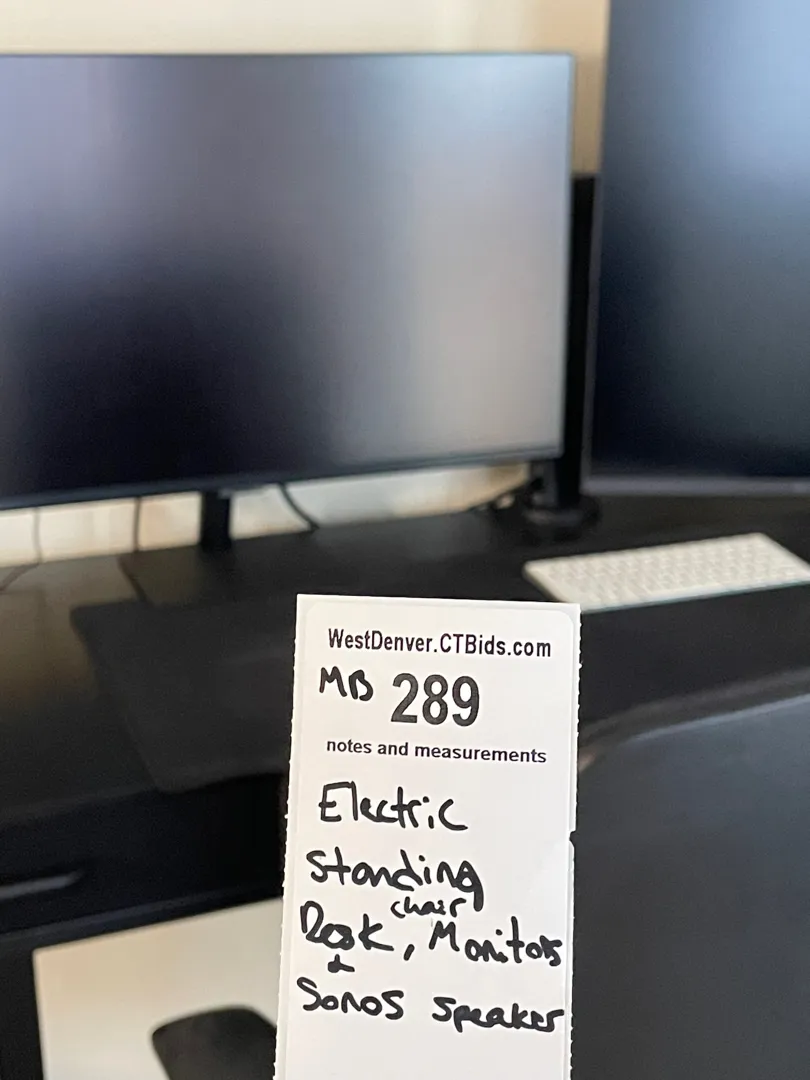 WestDenver.CTBids.com
MB 289
notes and measurements
Electric
Standing
chair
Desk, Monitors
&
Sonos speaker